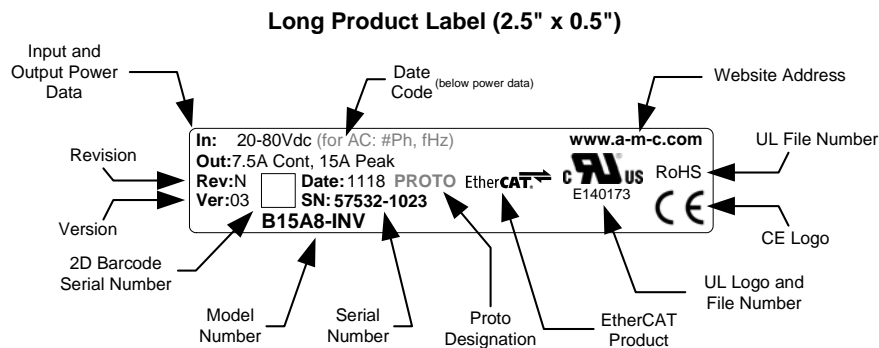 Long Product Label (2.5" x 0.5")
Input and
Output Power
Data
Date
Code (below power data)
Website Address
In: 20-80Vdc (for AC: #Ph, fHz)
www.a-m-c.com
UL File Number
Out:7.5A Cont, 15A Peak
Revision
Rev:N
Date:1118 PROTO
EtherCAT®
c RU US
RoHS
Ver:03
SN: 57532-1023
E140173
B15A8-INV
CE
Version
CE Logo
2D Barcode
Serial Number
UL Logo and
File Number
Model
Number
Serial
Number
Proto
Designation
EtherCAT
Product